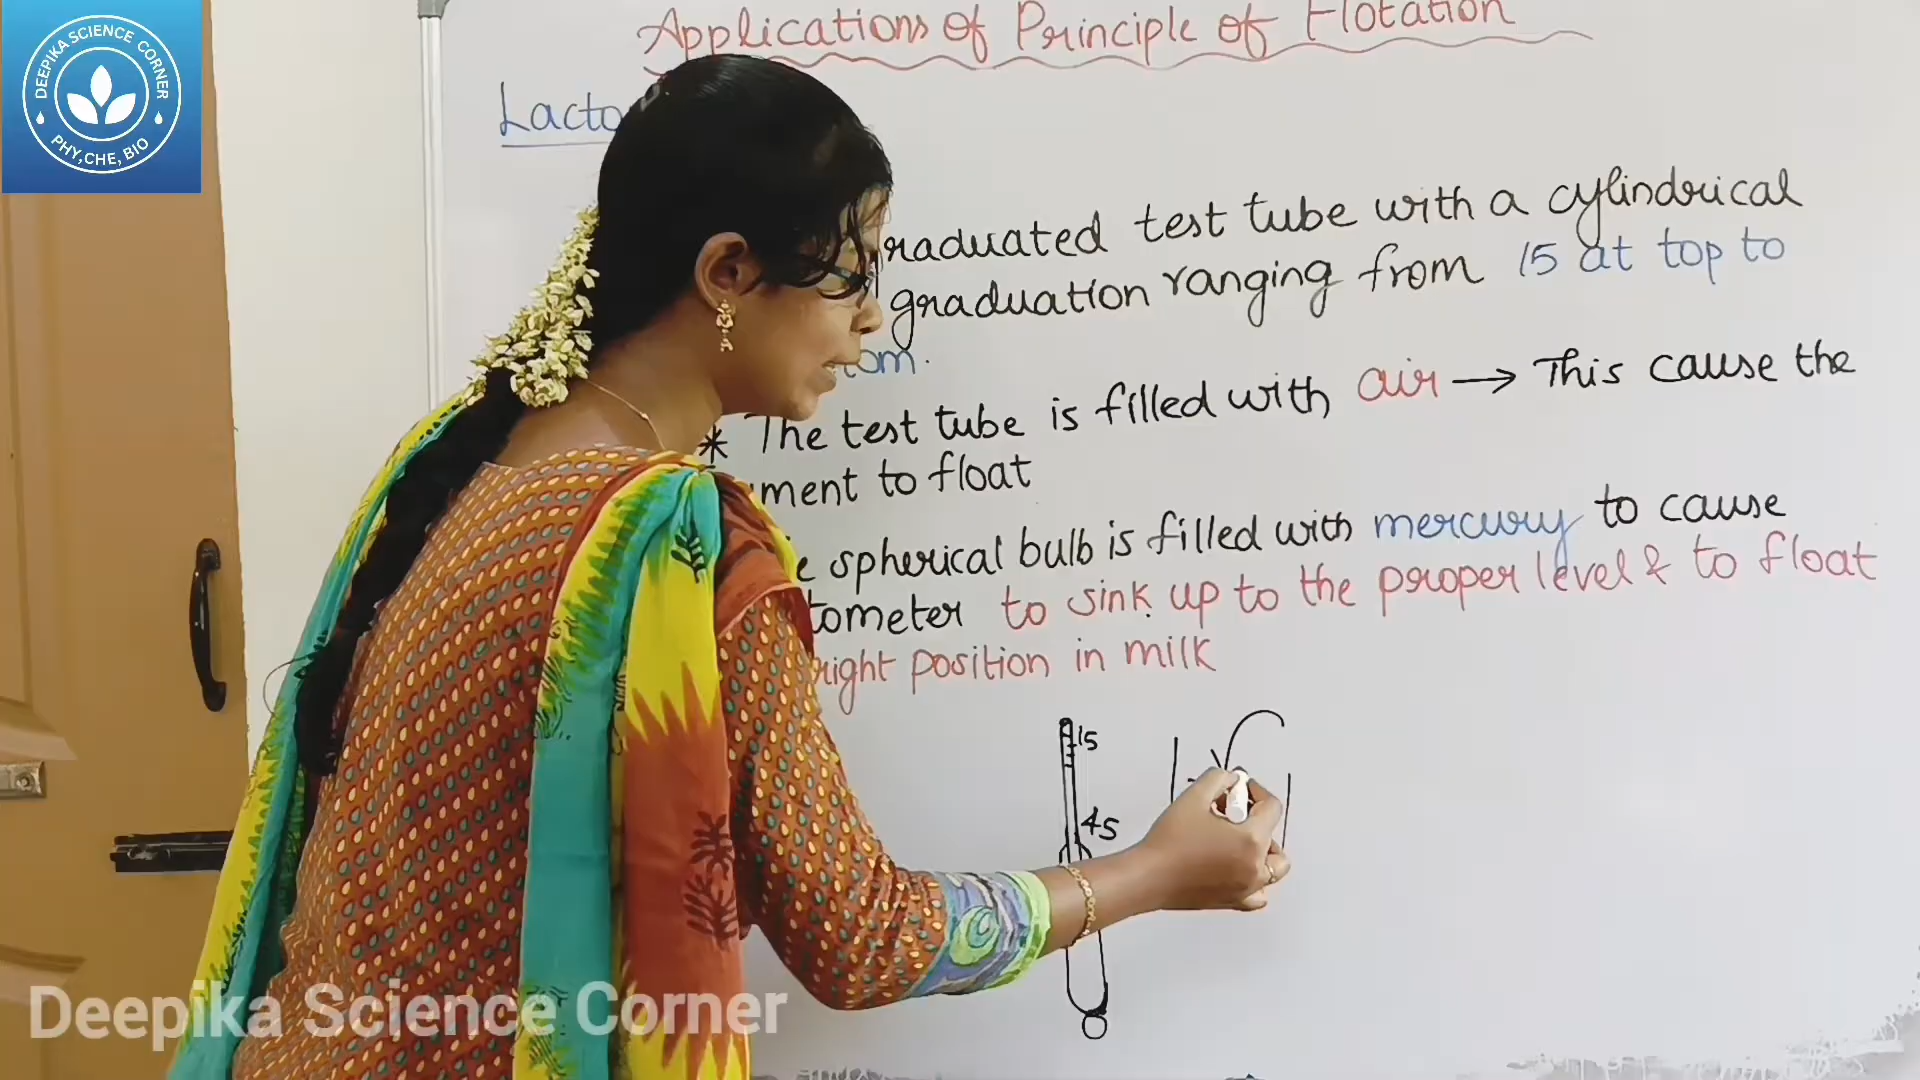 DEEPIKA SCIENCE CORNER
PHY,CHE, BIO
Applications of Principle of Flotation
Lacto
raduated test tube with a cylindrical
graduation ranging from 15 at top to
tom.
* The test tube is filled with air → This cause the
ment to float
e spherical bulb is filled with mercury to cause
tometer to sink up to the proper level & to float
right position in milk
15
45
Deepika Science Corner